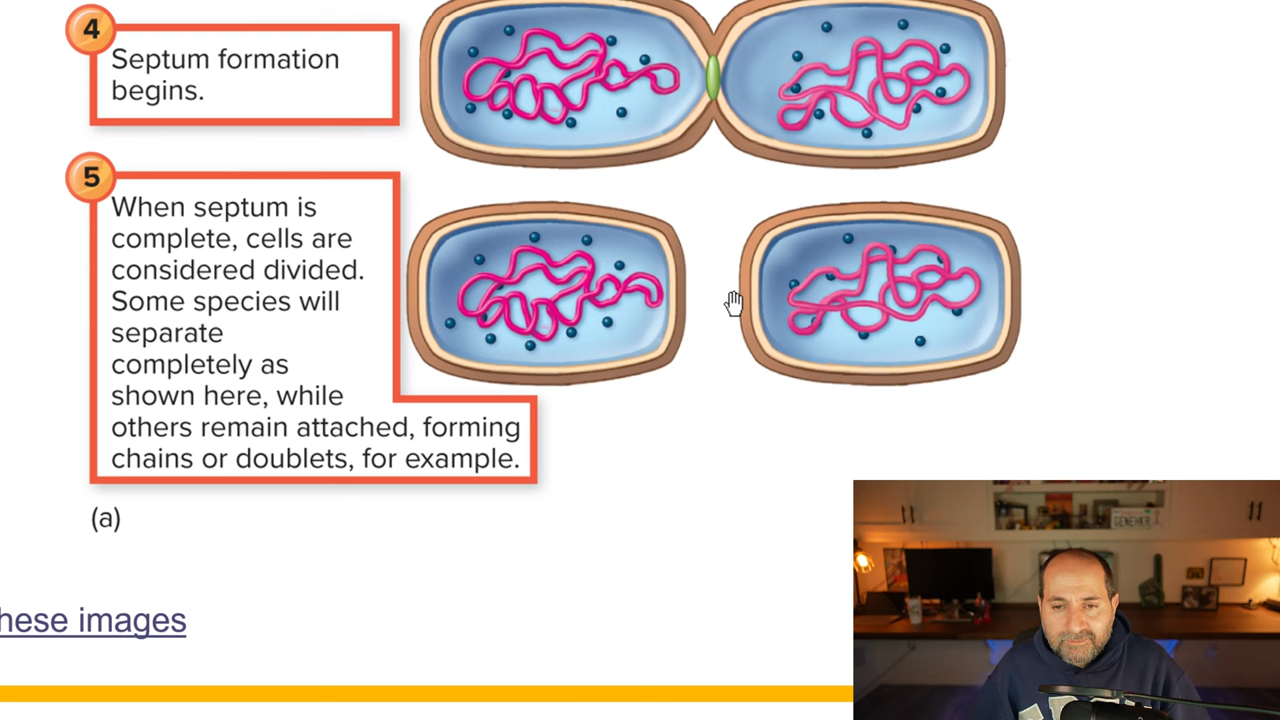 4
Septum formation
begins.
5
When septum is
complete, cells are
considered divided.
Some species will
separate
completely as
shown here, while
others remain attached, forming
chains or doublets, for example.
(a)
hese images